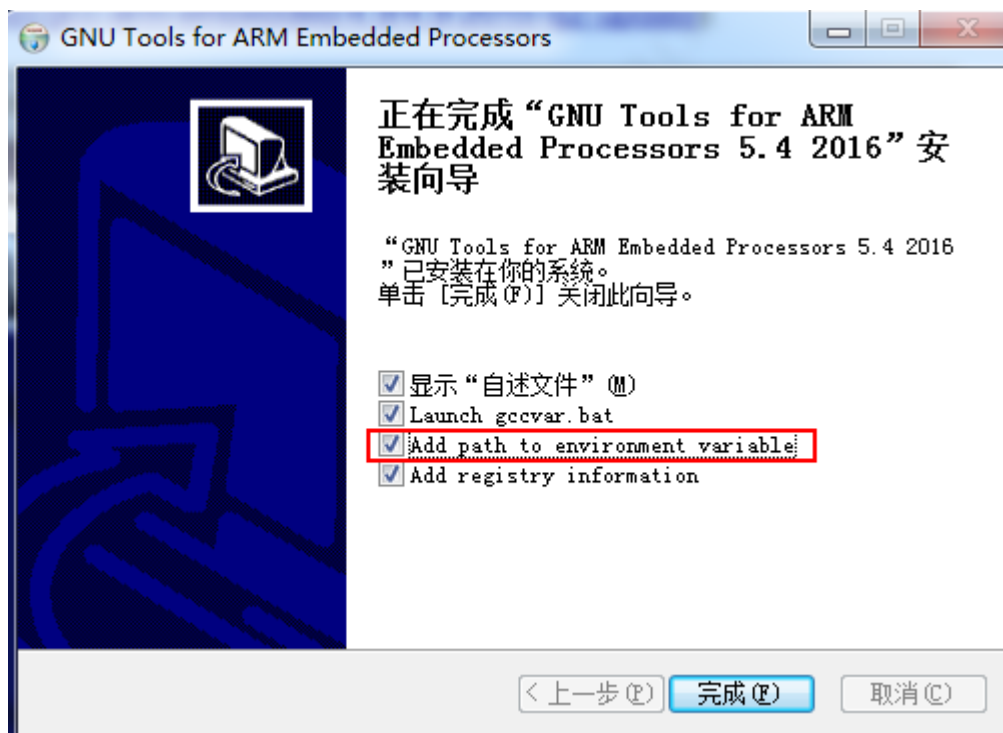 GNU Tools for ARM Embedded Processors
正在完成“GNU Tools for ARM
Embedded Processors 5.4 2016”安
装向导
“GNU Tools for ARM Embedded Processors 5.4 2016
”已安装在你的系统。
单击 [完成(F)] 关闭此向导。
显示“自述文件”(M)
Launch gccvar.bat
Add path to environment variable
Add registry information
< 上一步(P) 完成(F) 取消(C)